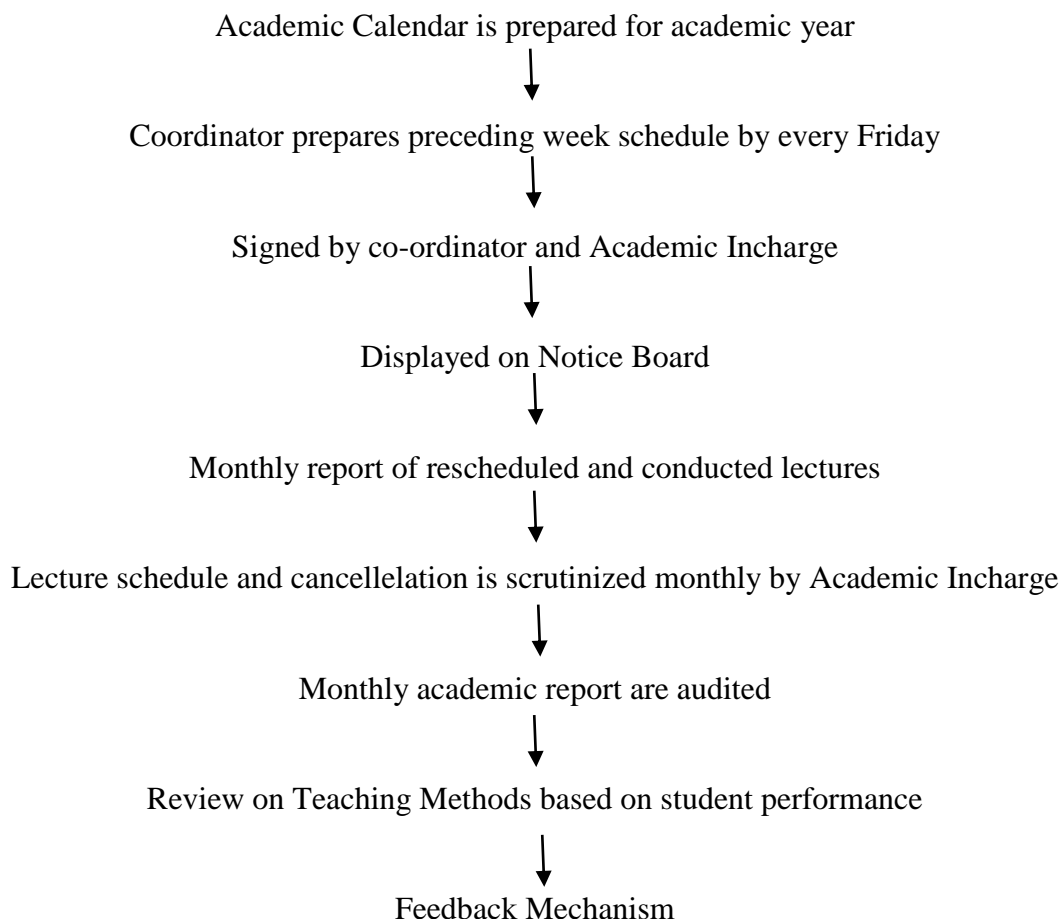 Academic Calendar is prepared for academic year
Coordinator prepares preceding week schedule by every Friday
Signed by co-ordinator and Academic Incharge
Displayed on Notice Board
Monthly report of rescheduled and conducted lectures
Lecture schedule and cancellelation is scrutinized monthly by Academic Incharge
Monthly academic report are audited
Review on Teaching Methods based on student performance
Feedback Mechanism